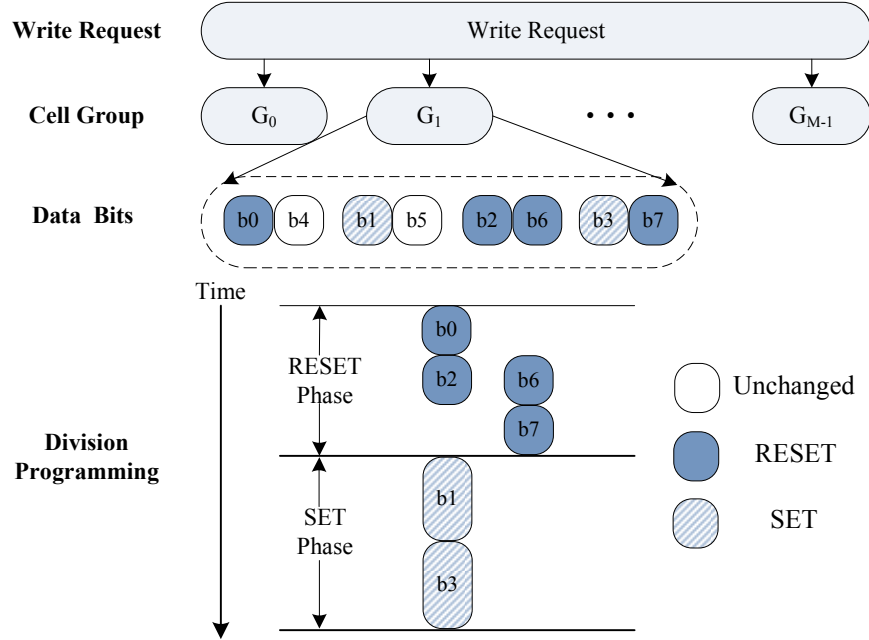 Write Request Write Request
Cell Group G0 G1 • • • GM-1
Data Bits b0 b4 b1 b5 b2 b6 b3 b7
Time
b0
RESET
Phase
b2 b6
Unchanged
b7
Division
Programming
RESET
b1
SET
Phase
SET
b3